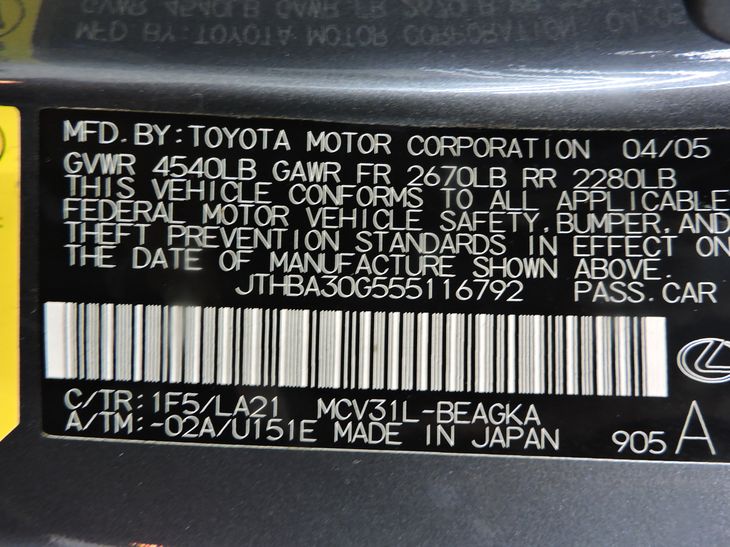 MFD. BY: TOYOTA MOTOR CORPORATION 04/05
GVWR 4540LB GAWR FR 2670LB RR 2280LB
THIS VEHICLE CONFORMS TO ALL APPLICABLE
FEDERAL MOTOR VEHICLE SAFETY, BUMPER, AND
THEFT PREVENTION STANDARDS IN EFFECT ON
THE DATE OF MANUFACTURE SHOWN ABOVE.
JTHBA30G555116792 PASS. CAR
C/TR: 1F5/LA21 MCV31L-BEAGKA
A/TM: -02A/U151E MADE IN JAPAN 905 A